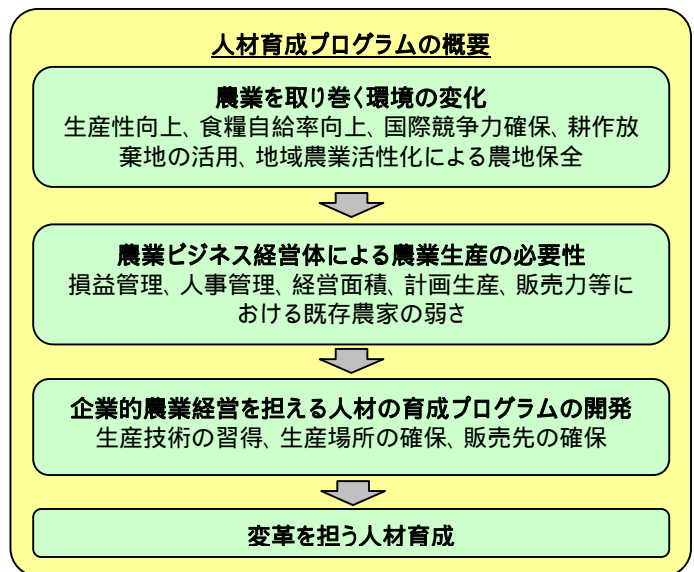 人材育成プログラムの概要
農業を取り巻く環境の変化
生産性向上、食糧自給率向上、国際競争力確保、耕作放
棄地の活用、地域農業活性化による農地保全
農業ビジネス経営体による農業生産の必要性
損益管理、人事管理、経営面積、計画生産、販売力等に
おける既存農家の弱さ
企業的農業経営を担える人材の育成プログラムの開発
生産技術の習得、生産場所の確保、販売先の確保
変革を担う人材育成